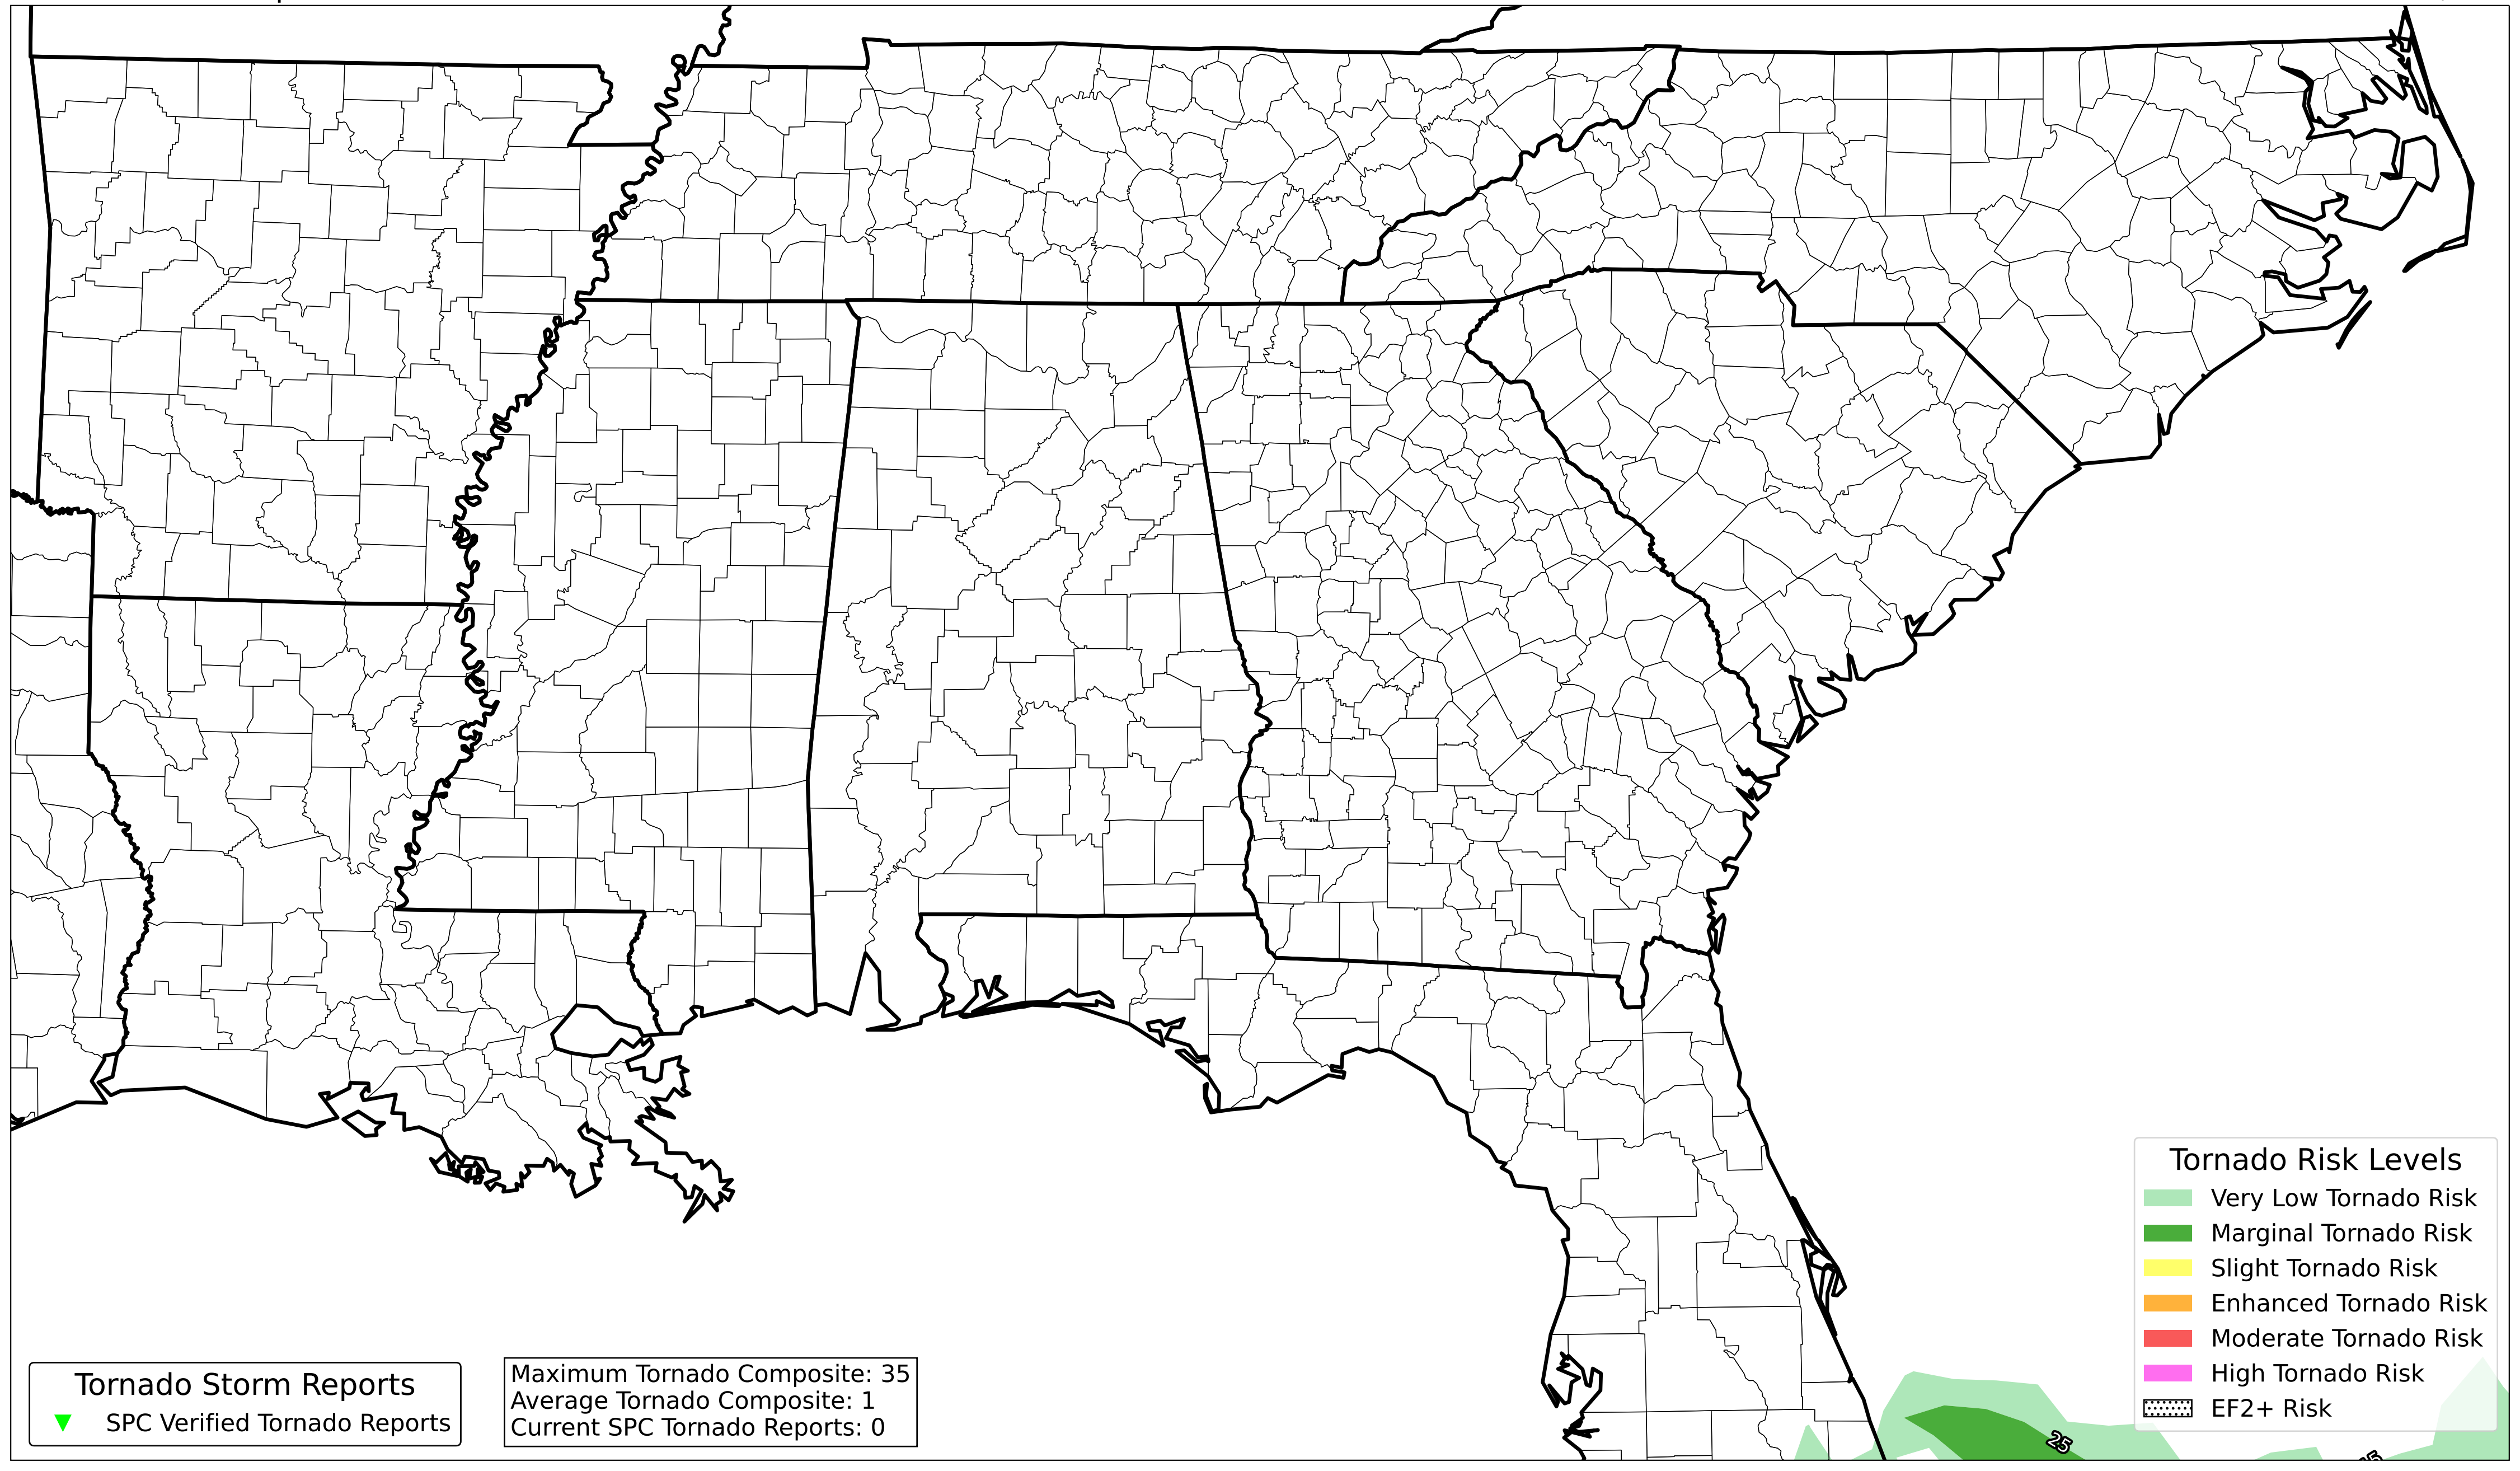 Tornado Risk Levels
Very Low Tornado Risk
Marginal Tornado Risk
Slight Tornado Risk
Enhanced Tornado Risk
Moderate Tornado Risk
High Tornado Risk
EF2+ Risk
Tornado Storm Reports
SPC Verified Tornado Reports
Maximum Tornado Composite: 35
Average Tornado Composite: 1
Current SPC Tornado Reports: 0
25